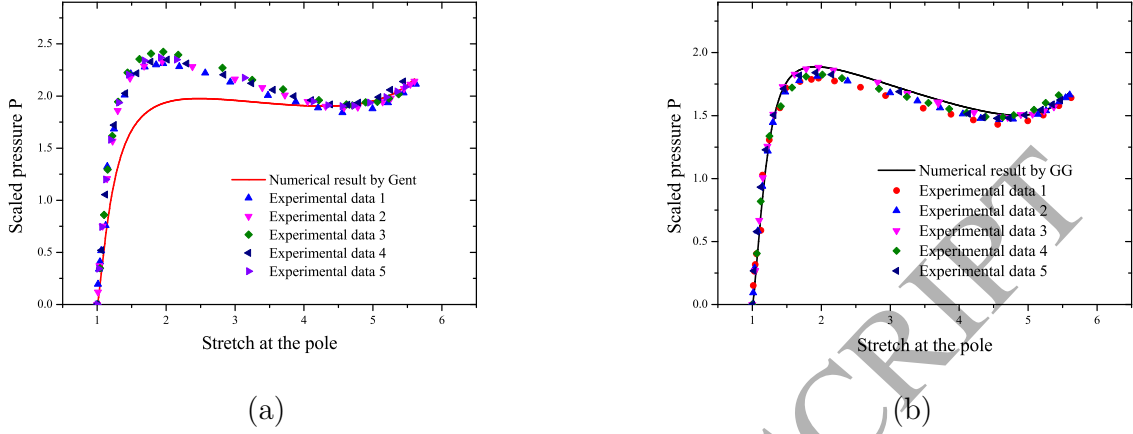 2.5
2.0
1.5
1.0
0.5
0.0
Scaled pressure P
1 2 3 4 5 6
Stretch at the pole
Numerical result by Gent
Experimental data 1
Experimental data 2
Experimental data 3
Experimental data 4
Experimental data 5
(a)
2.0
1.5
1.0
0.5
0.0
Scaled pressure P
1 2 3 4 5 6
Stretch at the pole
Numerical result by GG
Experimental data 1
Experimental data 2
Experimental data 3
Experimental data 4
Experimental data 5
(b)
CRIPT